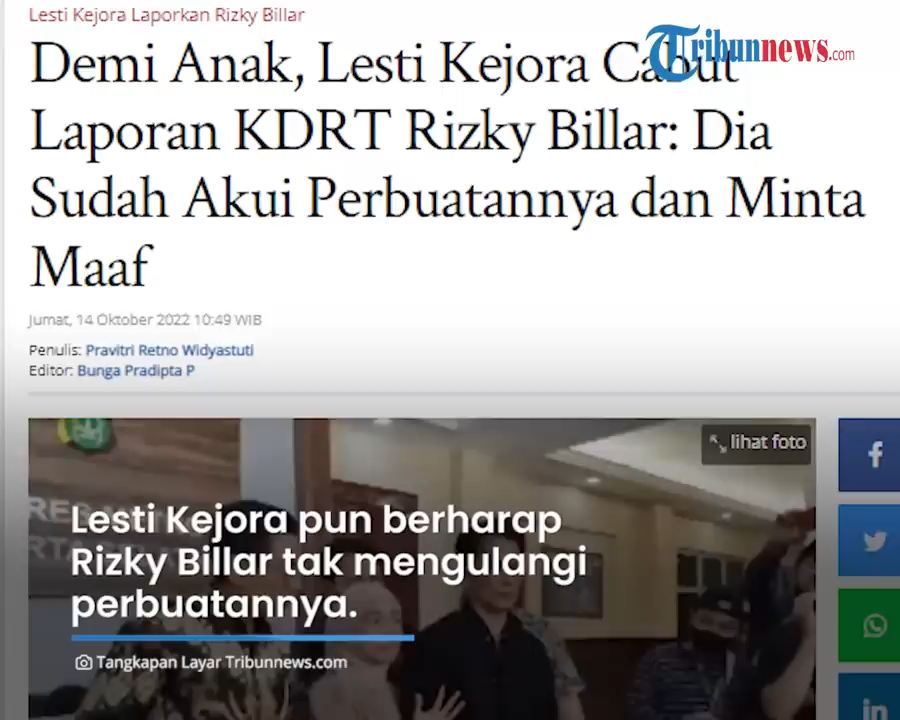 Lesti Kejora Laporkan Rizky Billar
Tribunnews.com
Demi Anak, Lesti Kejora Cabut
Laporan KDRT Rizky Billar: Dia
Sudah Akui Perbuatannya dan Minta
Maaf
Jumat, 14 Oktober 2022 10:49 WIB
Penulis: Pravitri Retno Widyastuti
Editor: Bunga Pradipta P
lihat foto
Lesti Kejora pun berharap
Rizky Billar tak mengulangi
perbuatannya.
Tangkapan Layar Tribunnews.com